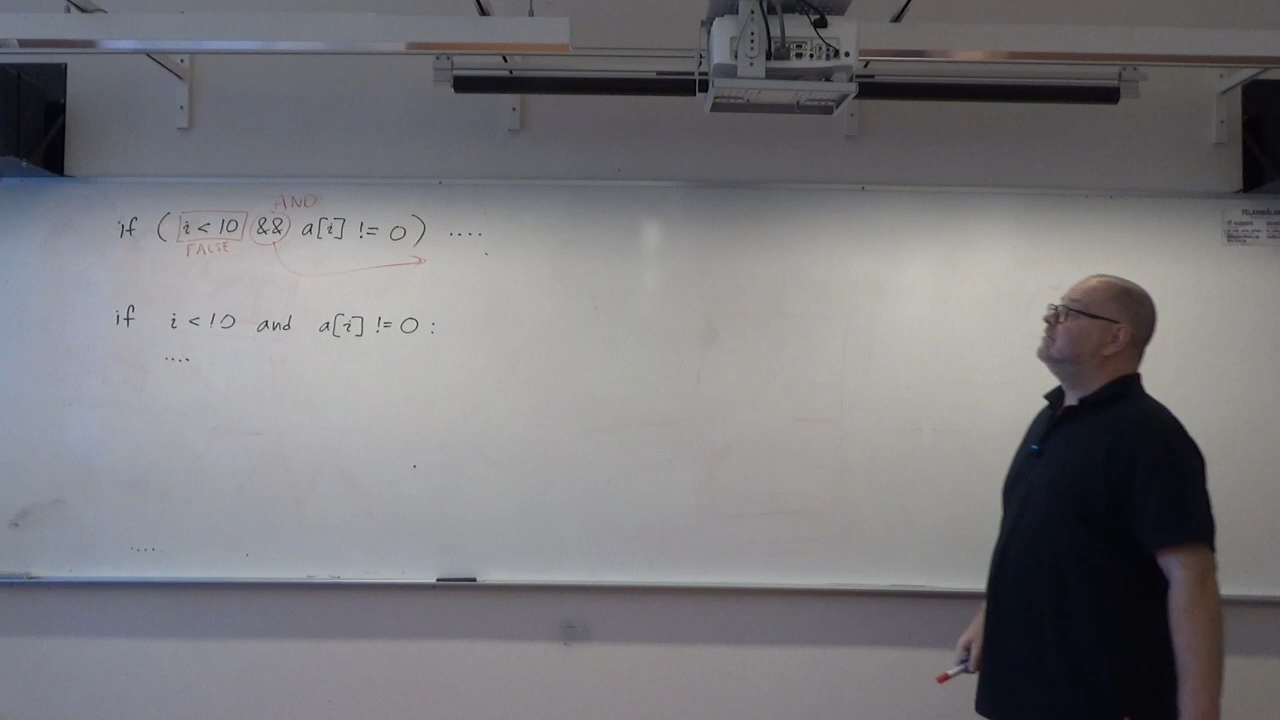 AND
if ( i < 10 && a[i] != 0 ) ....
FALSE
if i < 10 and a[i] != 0 :
....
....